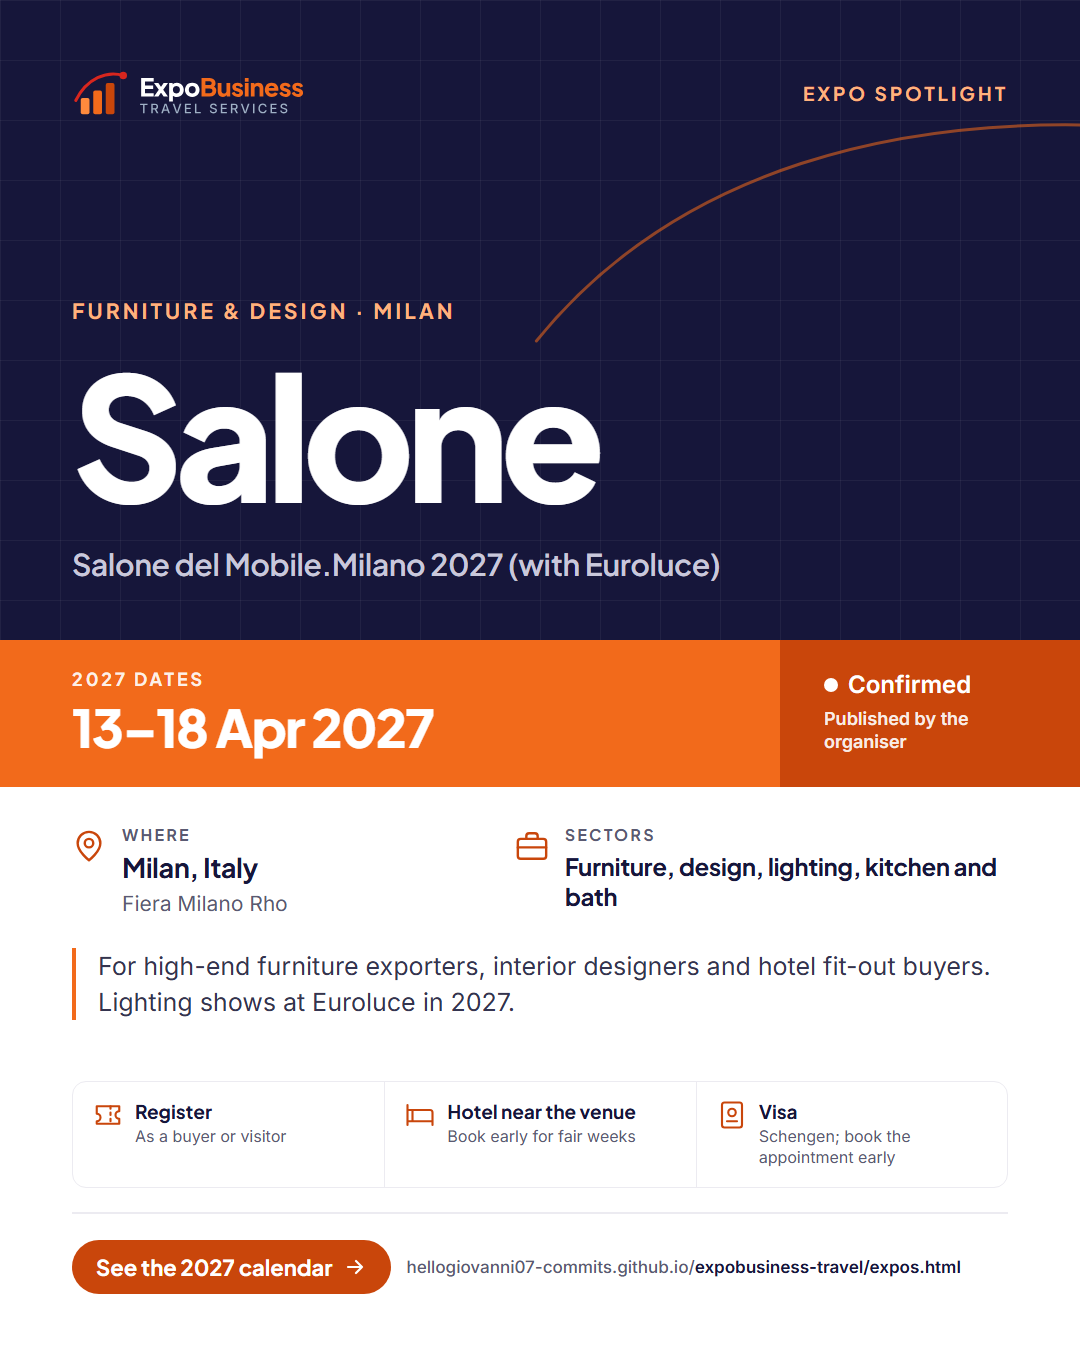 ExpoBusiness
TRAVEL SERVICES
EXPO SPOTLIGHT
FURNITURE & DESIGN · MILAN
Salone
Salone del Mobile.Milano 2027 (with Euroluce)
2027 DATES
13–18 Apr 2027
Confirmed
Published by the
organiser
WHERE
Milan, Italy
Fiera Milano Rho
SECTORS
Furniture, design, lighting, kitchen and
bath
For high-end furniture exporters, interior designers and hotel fit-out buyers.
Lighting shows at Euroluce in 2027.
Register
As a buyer or visitor
Hotel near the venue
Book early for fair weeks
Visa
Schengen; book the
appointment early
See the 2027 calendar →
hellogiovanni07-commits.github.io/expobusiness-travel/expos.html